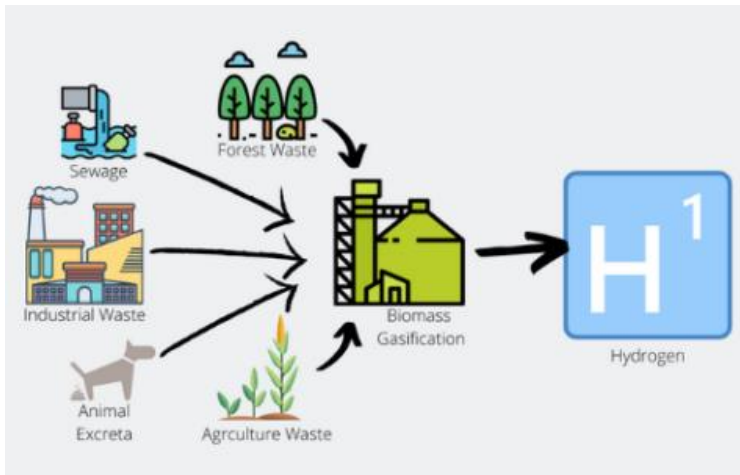 Forest Waste
Sewage
Industrial Waste
Animal
Excreta
Agrculture Waste
Biomass
Gasification
H 1
Hydrogen